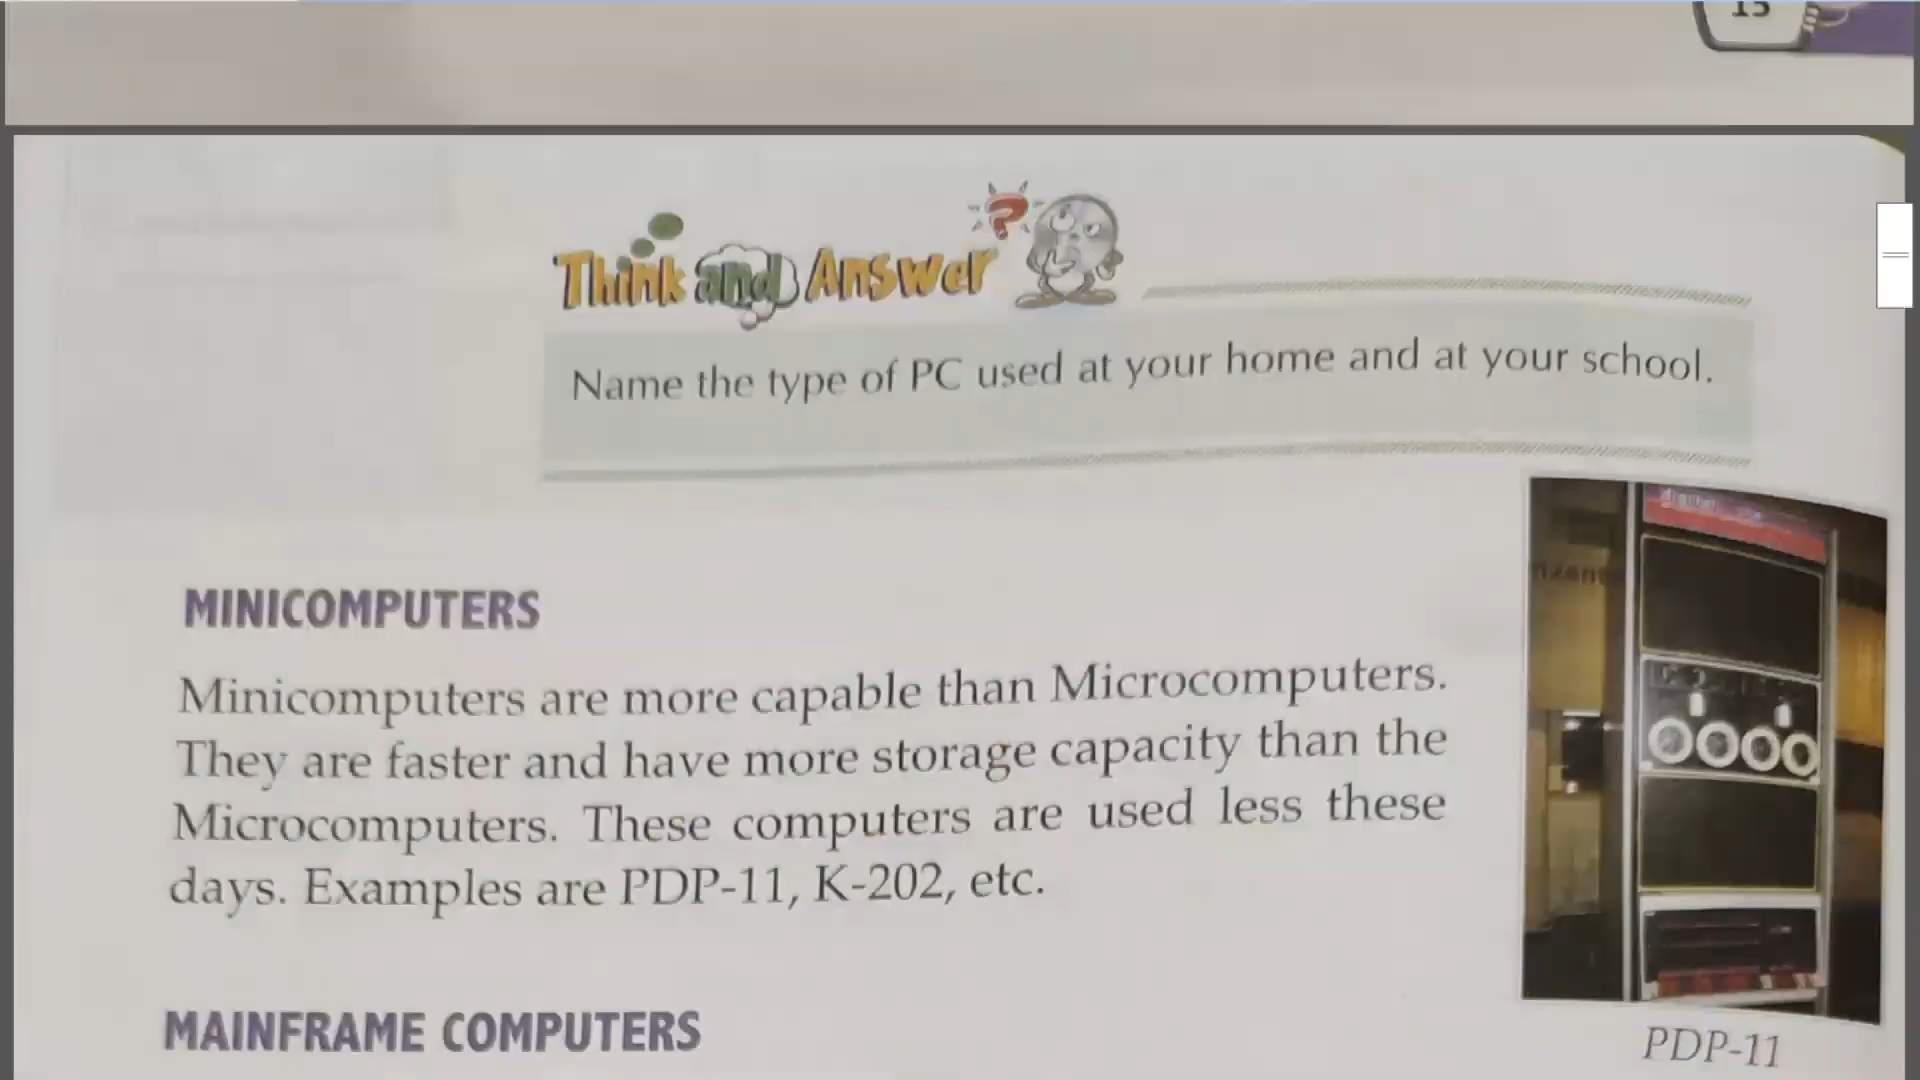 15
Think and Answer
?
Name the type of PC used at your home and at your school.
MINICOMPUTERS
Minicomputers are more capable than Microcomputers.
They are faster and have more storage capacity than the
Microcomputers. These computers are used less these
days. Examples are PDP-11, K-202, etc.
MAINFRAME COMPUTERS
PDP-11